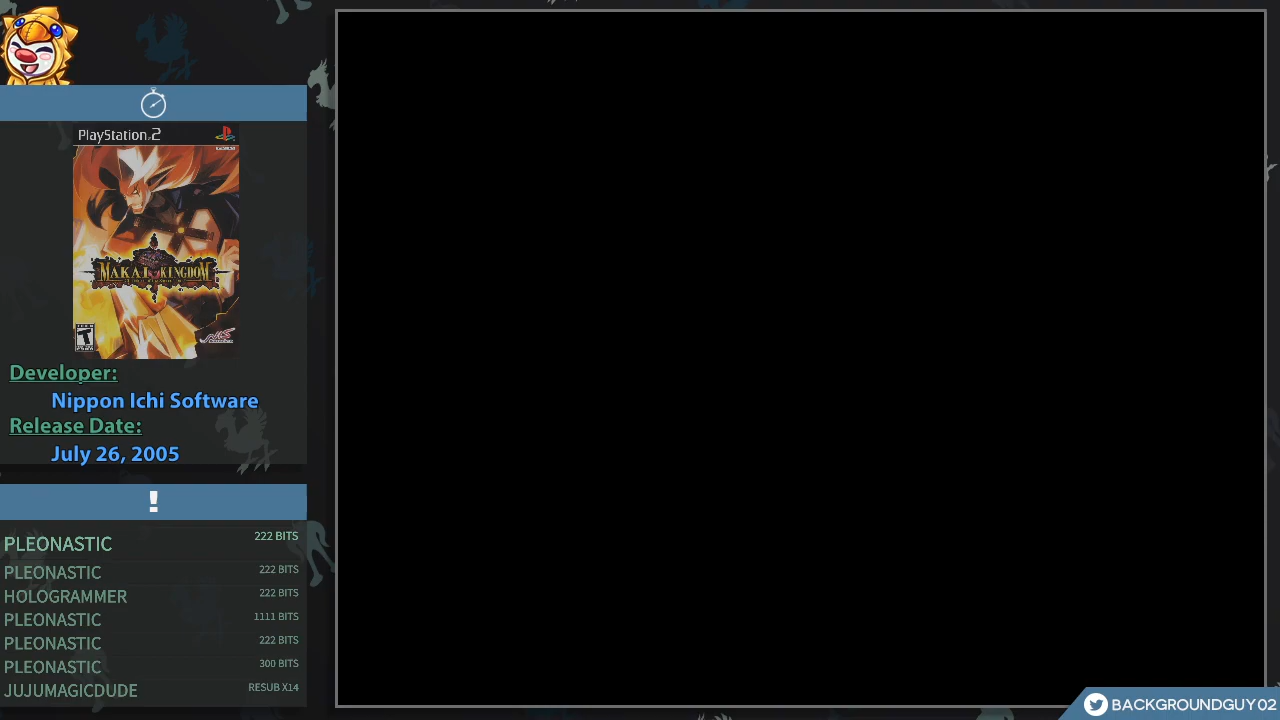 PlayStation 2
MAKAI KINGDOM
TEEN
T
Developer:
Nippon Ichi Software
Release Date:
July 26, 2005
!
PLEONASTIC 222 BITS
PLEONASTIC 222 BITS
HOLOGRAMMER 222 BITS
PLEONASTIC 1111 BITS
PLEONASTIC 222 BITS
PLEONASTIC 300 BITS
JUJUMAGICDUDE RESUB X14
BACKGROUNDGUY02